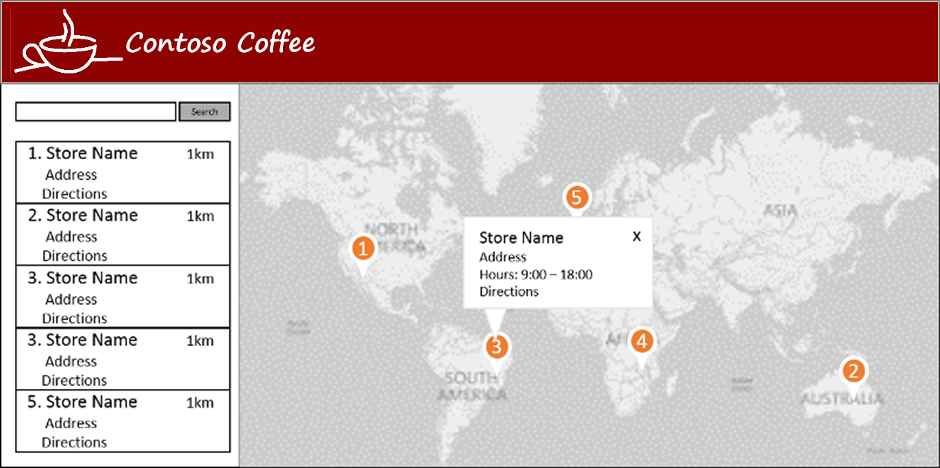 Contoso Coffee
Search
1. Store Name 1km
Address
Directions
2. Store Name 1km
Address
Directions
3. Store Name 1km
Address
Directions
3. Store Name 1km
Address
Directions
5. Store Name 1km
Address
Directions
NORTH
AMERICA
1
ASIA
5
Store Name X
Address
Hours: 9:00 – 18:00
Directions
3
4
SOUTH
AMERICA
2
AUSTRALIA